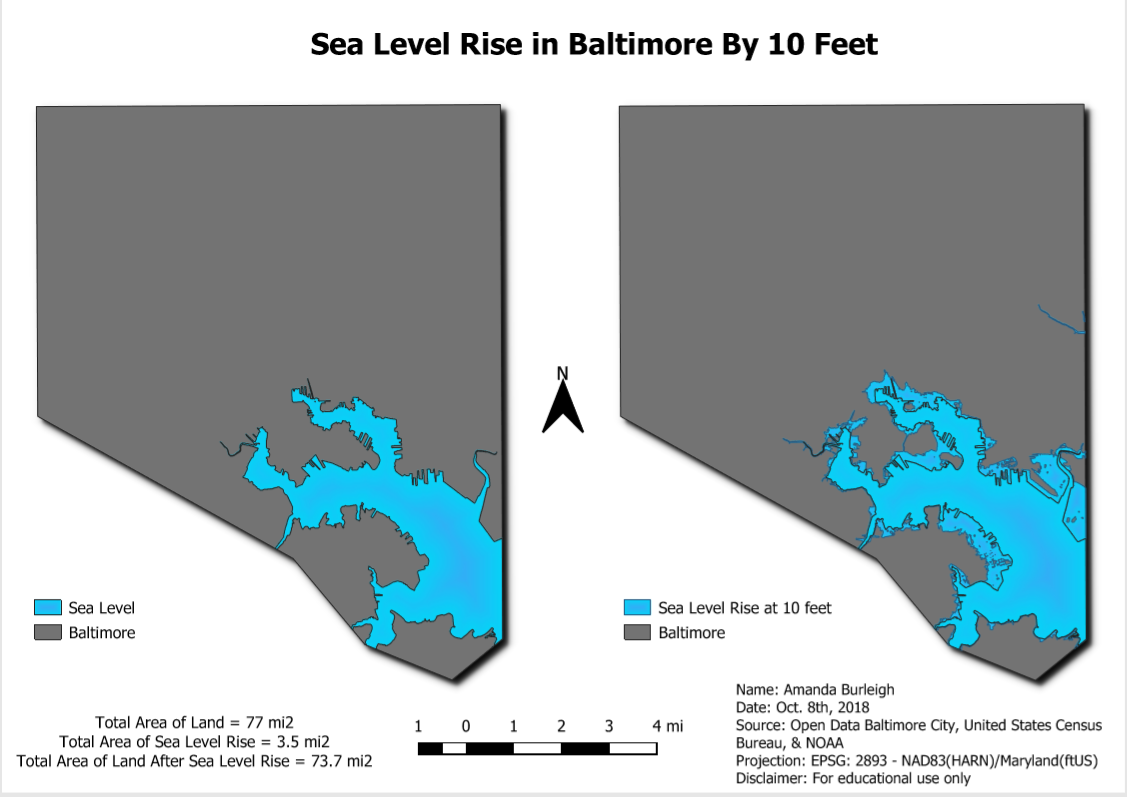 Sea Level Rise in Baltimore By 10 Feet
N
Sea Level
Baltimore
Sea Level Rise at 10 feet
Baltimore
Total Area of Land = 77 mi2
Total Area of Sea Level Rise = 3.5 mi2
Total Area of Land After Sea Level Rise = 73.7 mi2
1 0 1 2 3 4 mi
Name: Amanda Burleigh
Date: Oct. 8th, 2018
Source: Open Data Baltimore City, United States Census
Bureau, & NOAA
Projection: EPSG: 2893 - NAD83(HARN)/Maryland(ftUS)
Disclaimer: For educational use only